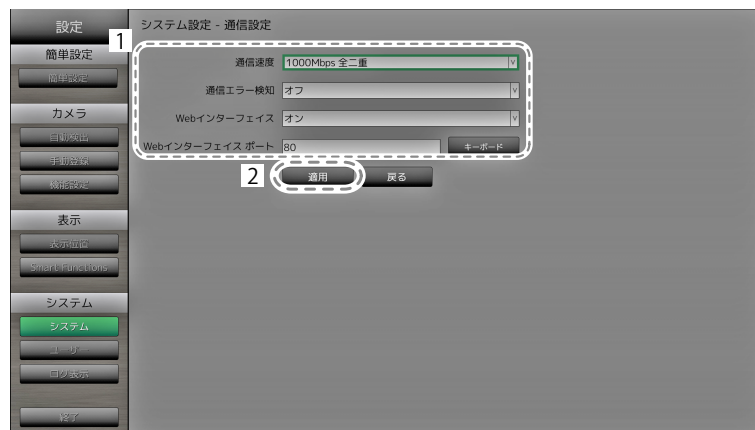 設定
簡単設定
簡単設定
カメラ
自動検出
手動登録
機能設定
表示
表示位置
Smart Functions
システム
システム
ユーザー
ログ表示
終了
システム設定 - 通信設定
1
通信速度 1000Mbps 全二重
通信エラー検知 オフ
Webインターフェイス オン
Webインターフェイス ポート 80 キーボード
2 適用 戻る